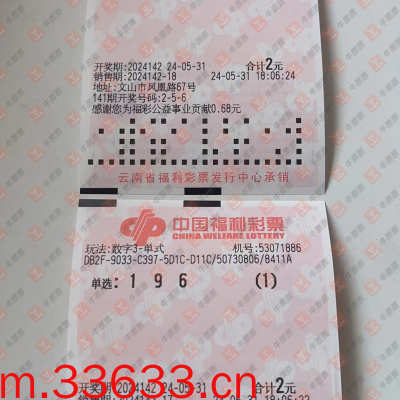 开奖期:2024142 24-05-31 合计2元
销售期:2024142-18 24-05-31 18:06:24
地址:文山市凤凰路67号
141期开奖号码:2-5-6
感谢您为福彩公益事业贡献0.68元
云南省福利彩票发行中心承销
中国福利彩票
CHINA WELFARE LOTTERY
玩法:数字3-单式 机号:53071886
DB2F-9033-C397-5D1C-D11C/50730806/8411A
单选: 1 9 6 (1)
开奖期:2024142 24-05-31 合计2元
m.33633.cn